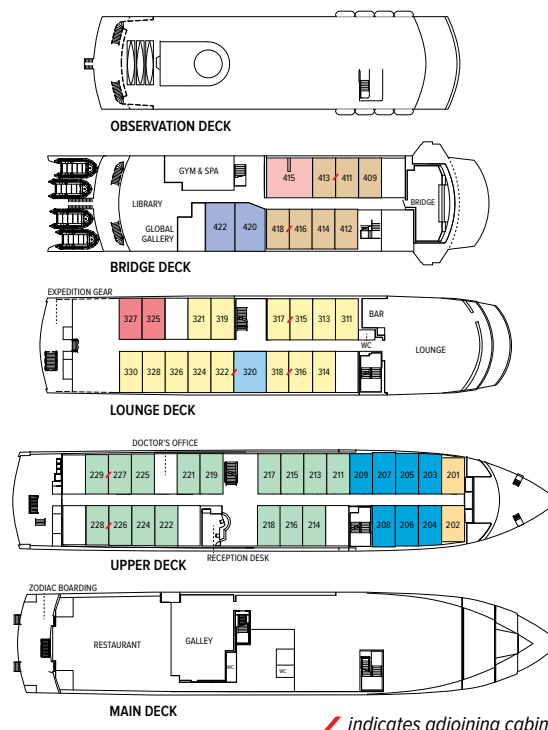 OBSERVATION DECK
GYM & SPA
415 413 411 409
LIBRARY
BRIDGE
GLOBAL
GALLERY
422 420 418 416 414 412
BRIDGE DECK
EXPEDITION GEAR
327 325 321 319 317 315 313 311
BAR
WC
LOUNGE
330 328 326 324 322 320 318 316 314
LOUNGE DECK
DOCTOR'S OFFICE
229 227 225 221 219 217 215 213 211 209 207 205 203 201
228 226 224 222 218 216 214 208 206 204 202
RECEPTION DESK
UPPER DECK
ZODIAC BOARDING
RESTAURANT
GALLEY
WC
WC
MAIN DECK
indicates adjoining cabin